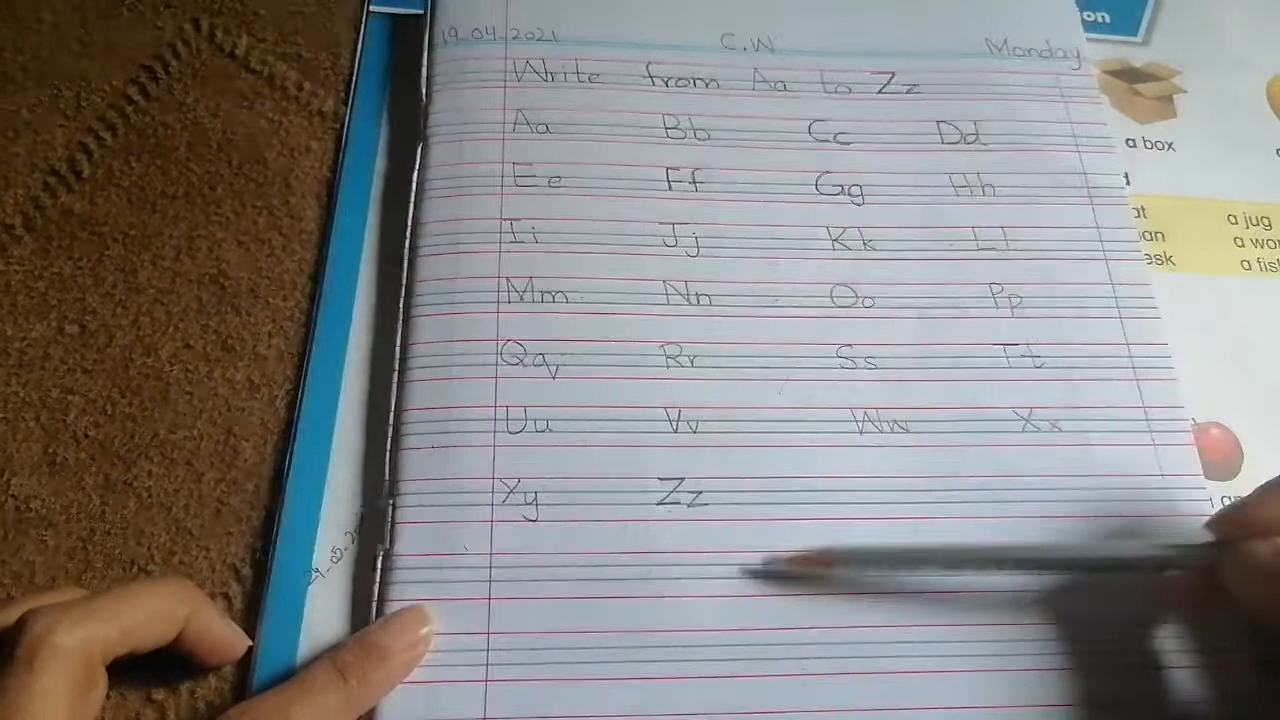 19.04.2021 C.W Monday
Write from Aa to Zz
Aa Bb Cc Dd
Ee Ff Gg Hh
Ii Jj Kk Ll
Mm Nn Oo Pp
Qq Rr Ss Tt
Uu Vv Ww Xx
Yy Zz
on
a box
a jug